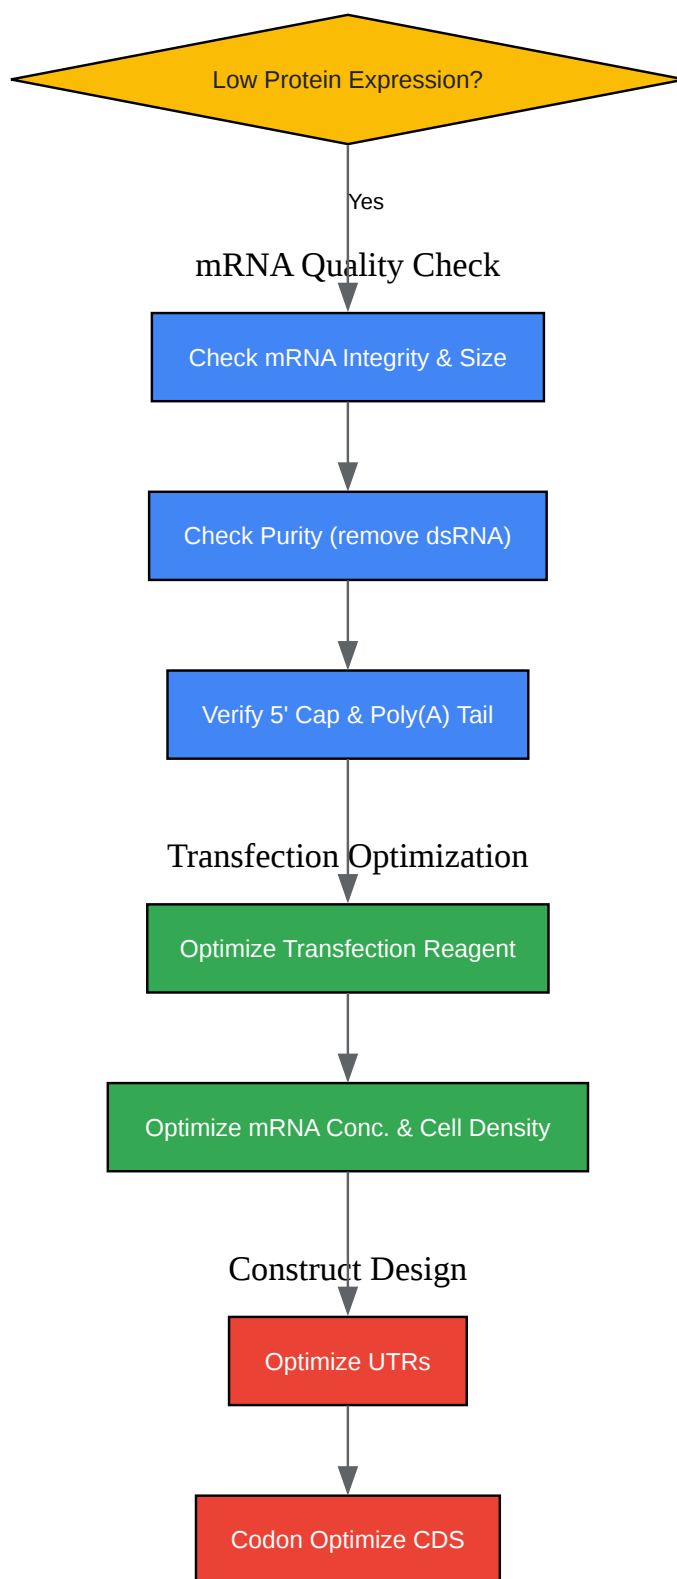 Low Protein Expression?
Yes
mRNA Quality Check
Check mRNA Integrity & Size
Check Purity (remove dsRNA)
Verify 5' Cap & Poly(A) Tail
Transfection Optimization
Optimize Transfection Reagent
Optimize mRNA Conc. & Cell Density
Construct Design
Optimize UTRs
Codon Optimize CDS